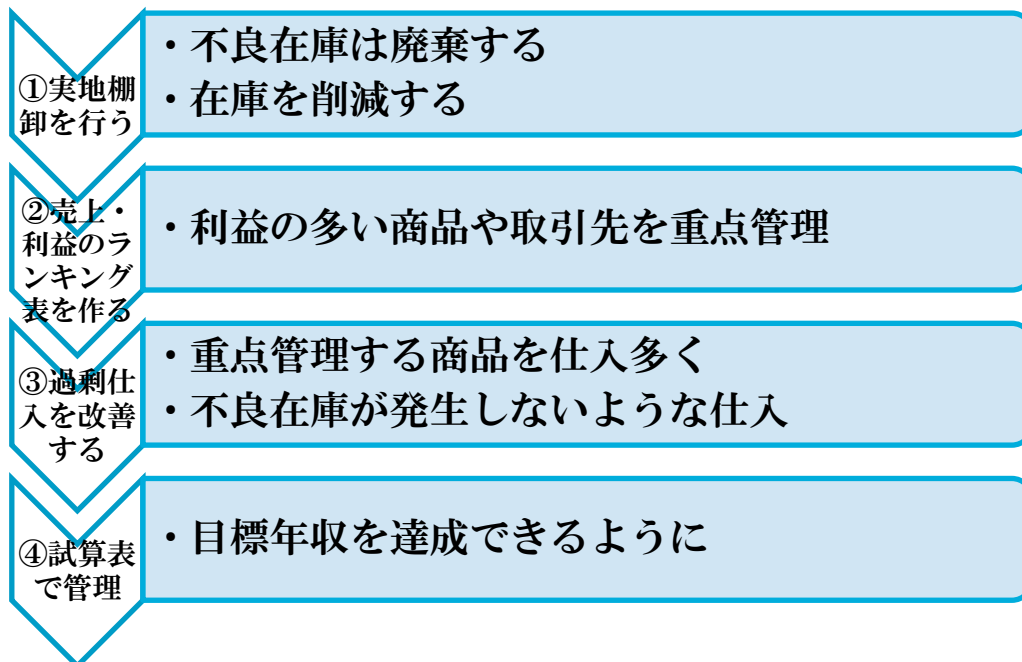 ①実地棚
卸を行う
・不良在庫は廃棄する
・在庫を削減する
②売上・
利益のラ
ンキング
表を作る
・利益の多い商品や取引先を重点管理
③過剰仕
入を改善
する
・重点管理する商品を仕入多く
・不良在庫が発生しないような仕入
④試算表
で管理
・目標年収を達成できるように